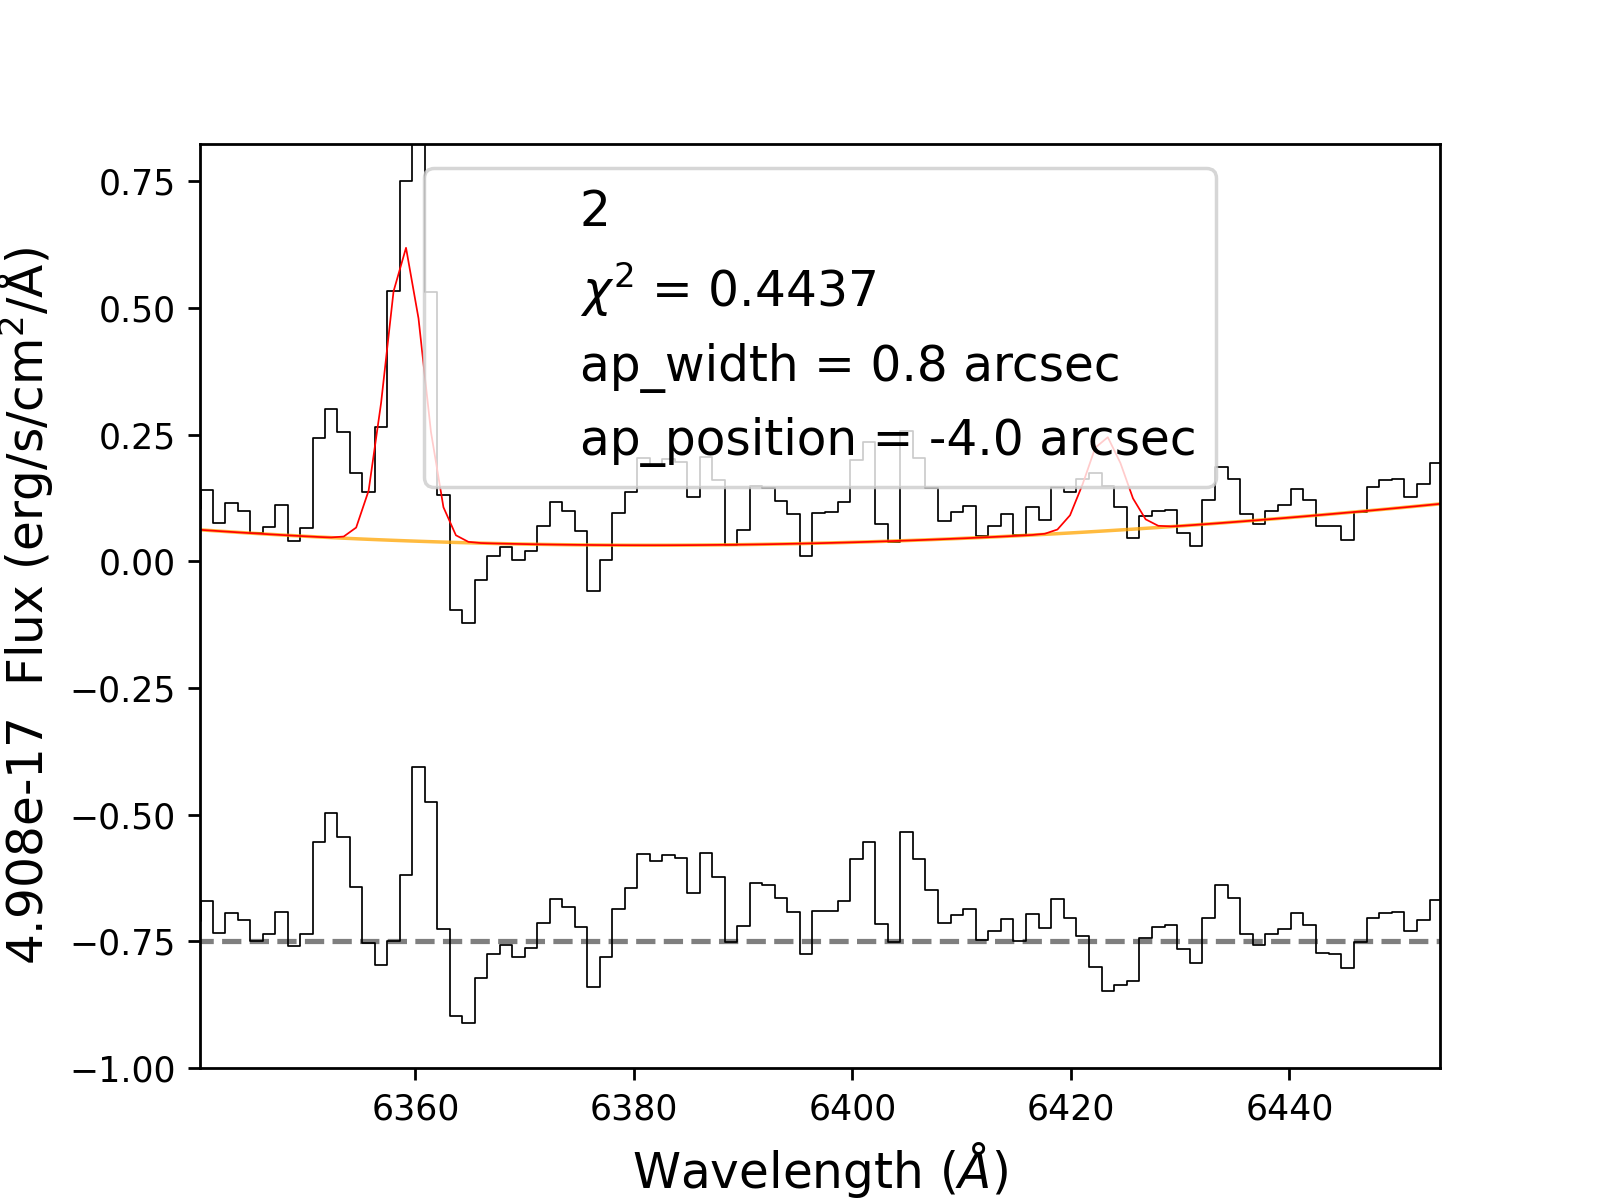 2
χ² = 0.4437
ap_width = 0.8 arcsec
ap_position = -4.0 arcsec
0.75
0.50
0.25
0.00
−0.25
−0.50
−0.75
−1.00
4.908e-17 Flux (erg/s/cm²/Å)
6360 6380 6400 6420 6440
Wavelength (Å)